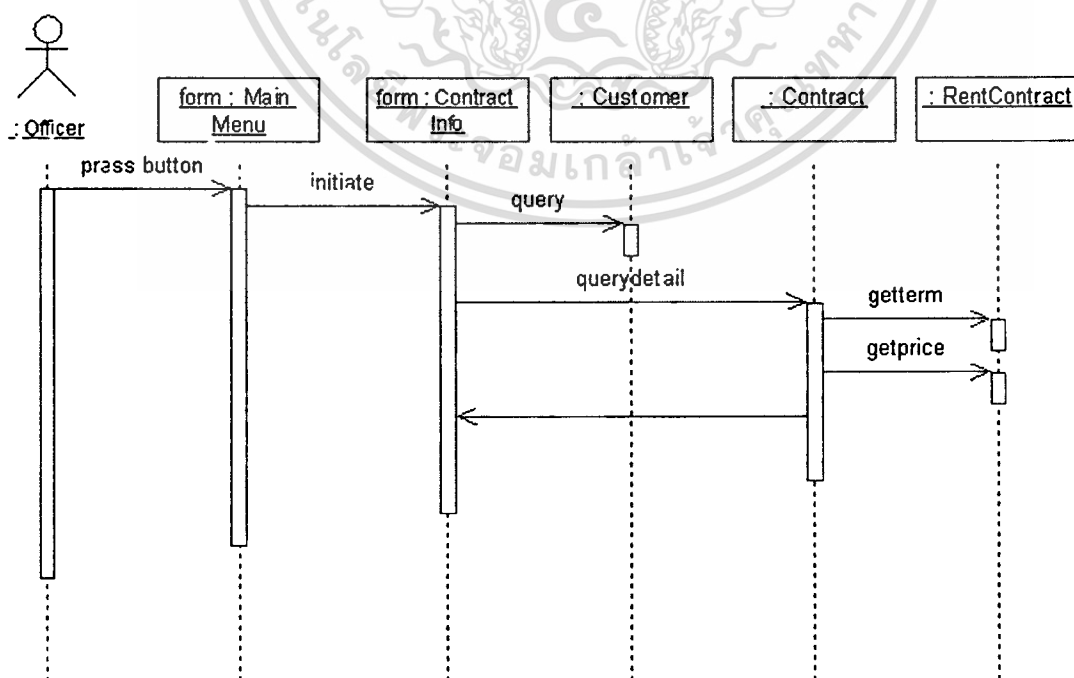 : Officer
form : Main
Menu
form : Contract
Info
: Customer
: Contract
: RentContract
prass button
initiate
query
querydetail
getterm
getprice